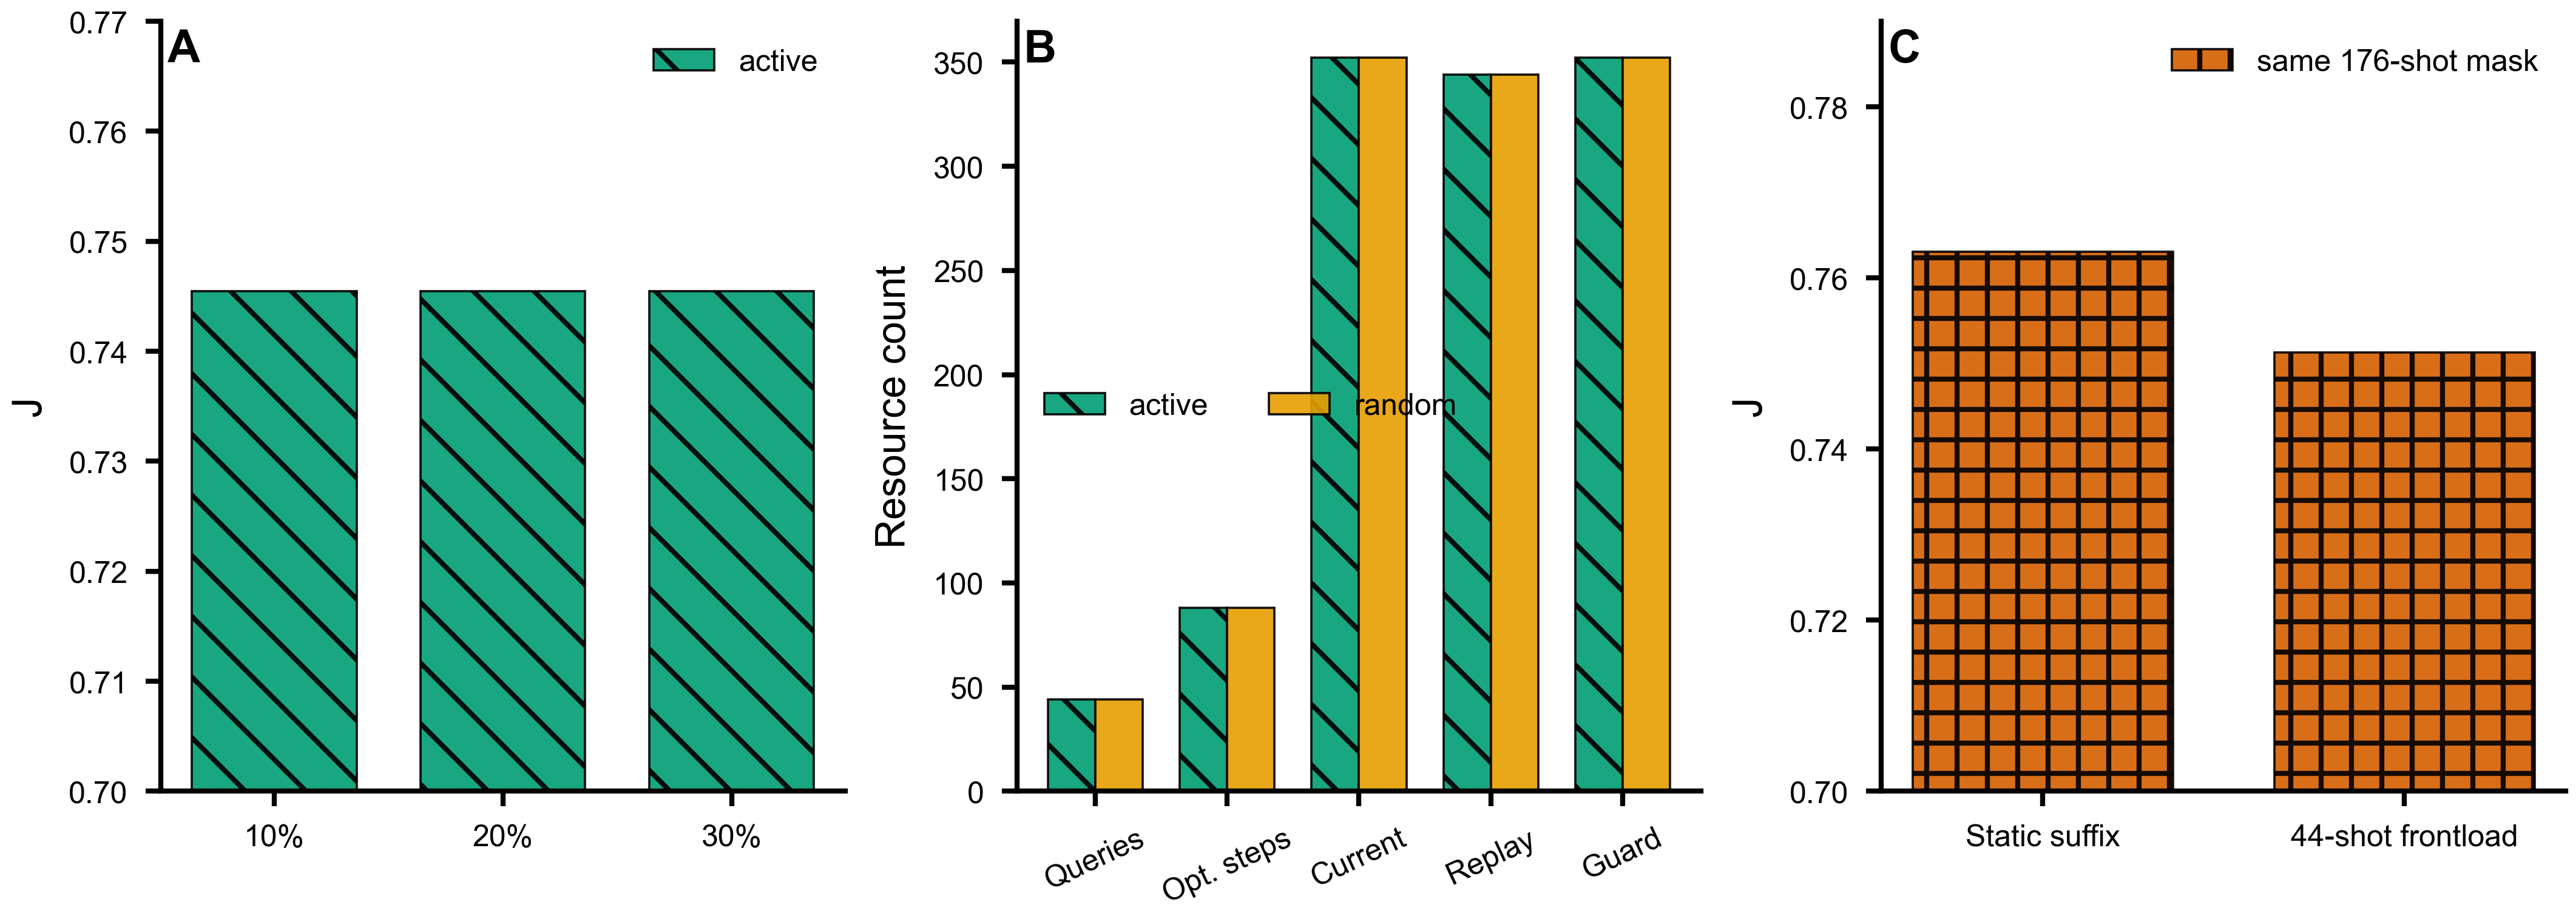 A
active
0.77
0.76
0.75
0.74
0.73
0.72
0.71
0.70
J
10%
20%
30%
B
350
300
250
200
150
100
50
0
Resource count
active
random
Queries
Opt. steps
Current
Replay
Guard
C
same 176-shot mask
0.78
0.76
0.74
0.72
0.70
J
Static suffix
44-shot frontload